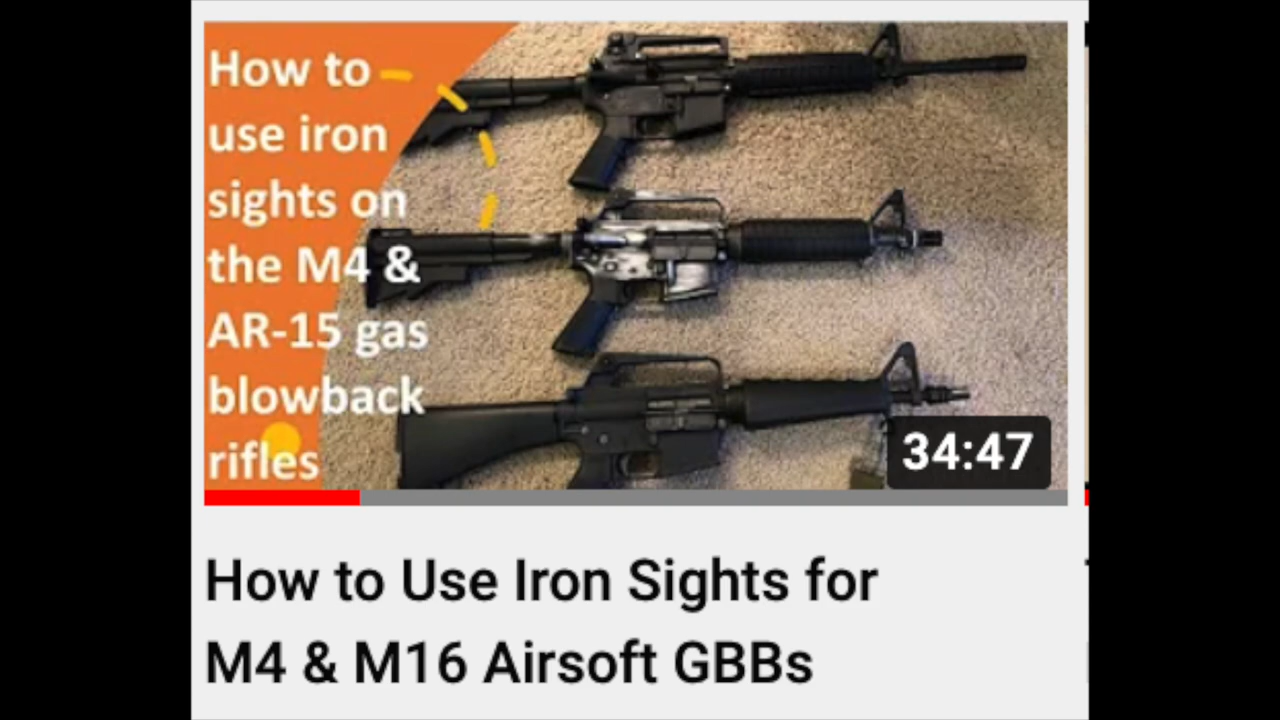 How to
use iron
sights on
the M4 &
AR-15 gas
blowback
rifles
34:47
How to Use Iron Sights for
M4 & M16 Airsoft GBBs